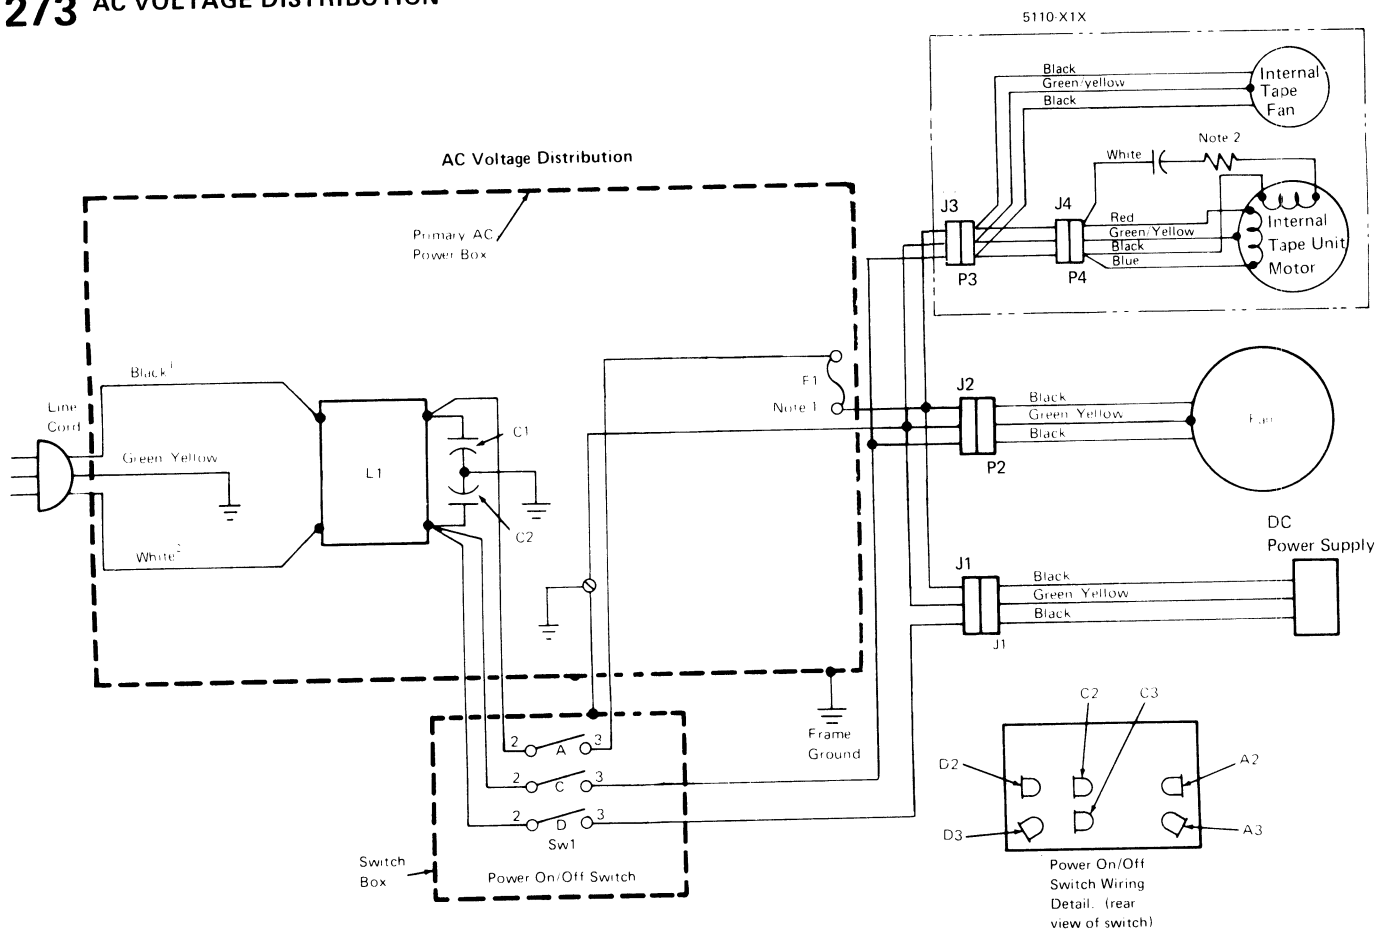 273 AC VOLTAGE DISTRIBUTION
5110-X1X
AC Voltage Distribution
Primary AC
Power Box
Black
Green/yellow
Black
Internal
Tape
Fan
Note 2
White
J3
J4
Red
Green/Yellow
Black
Blue
Internal
Tape Unit
Motor
P3
P4
Line
Cord
Black¹
Green Yellow
White²
L1
C1
C2
F1
Note 1
J2
Black
Green Yellow
Black
P2
Fan
DC
Power Supply
J1
Black
Green Yellow
Black
J1
Frame
Ground
2 A 3
2 C 3
2 D 3
Sw1
Power On/Off Switch
Switch
Box
C2
C3
D2
A2
D3
A3
Power On/Off
Switch Wiring
Detail. (rear
view of switch)